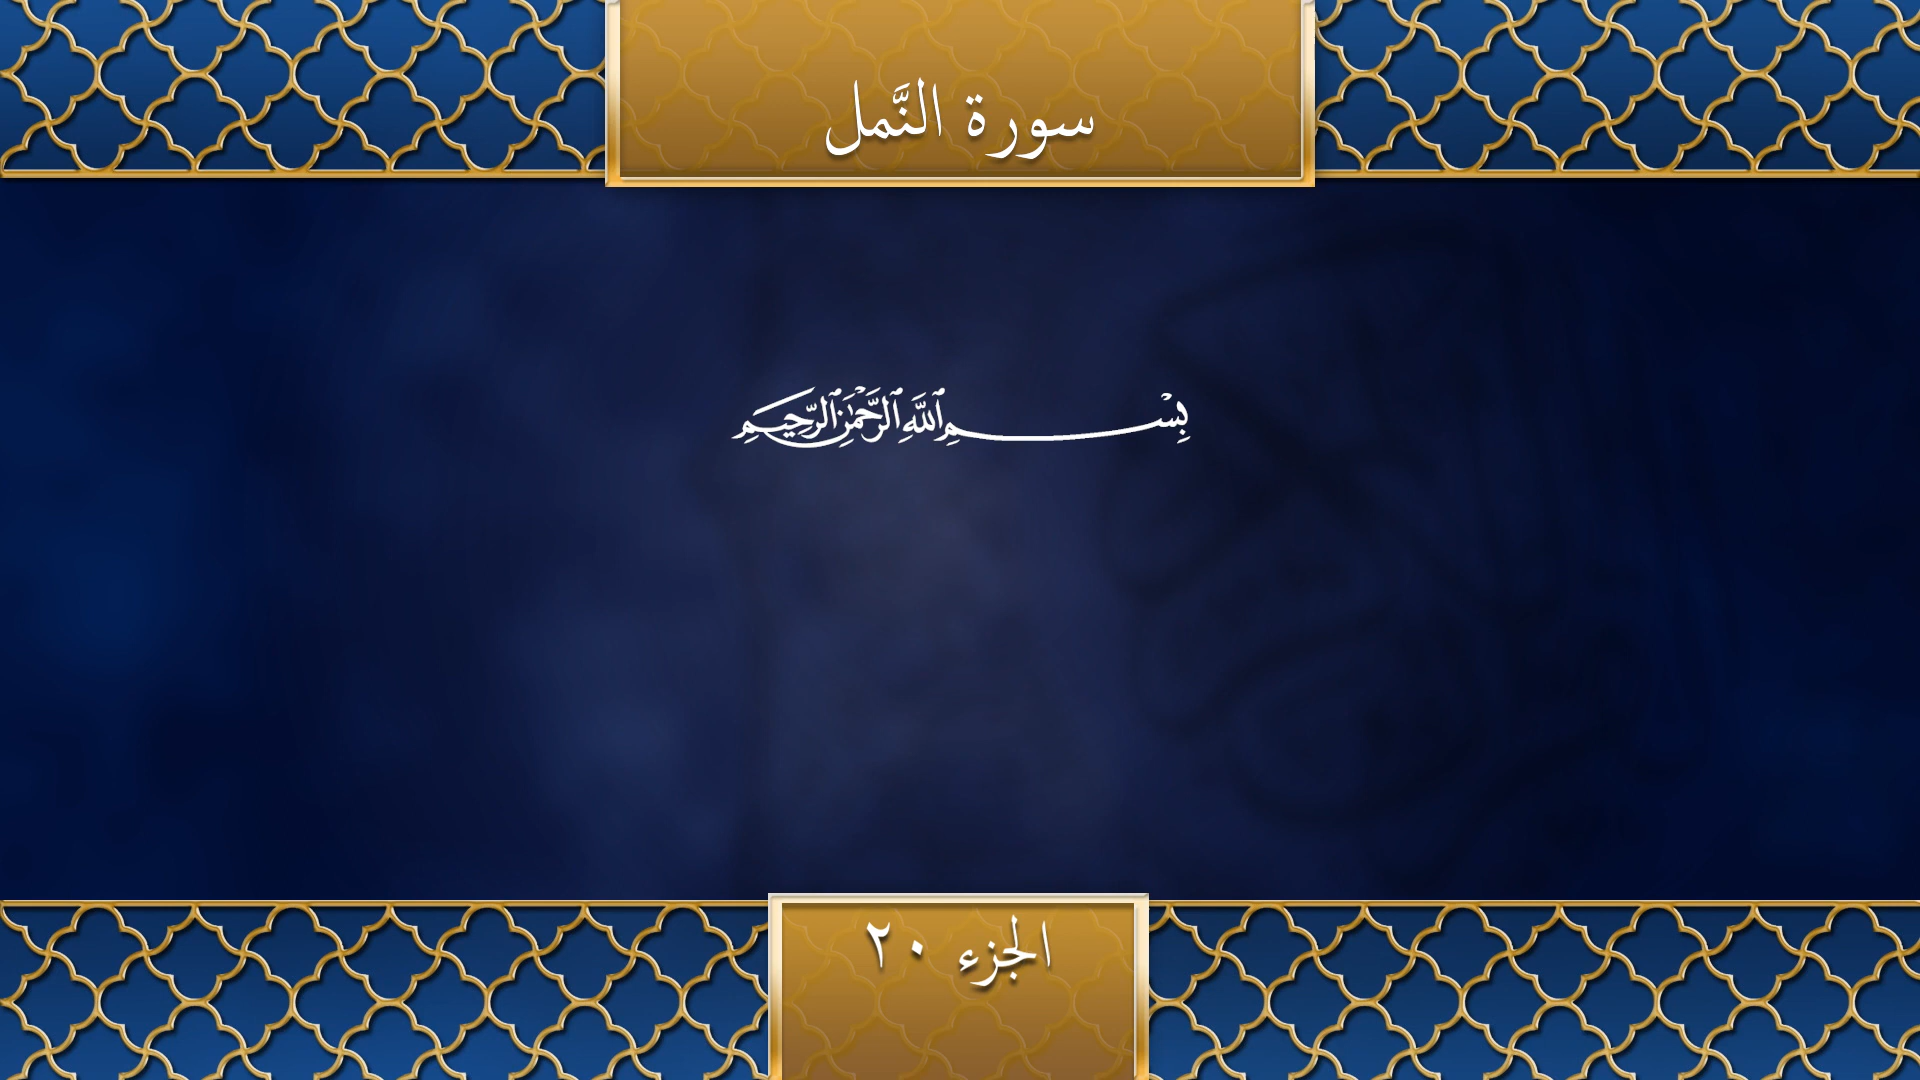 سورة النَّمل
بِسْمِ ٱللَّهِ ٱلرَّحْمَٰنِ ٱلرَّحِيمِ
الجزء ٢٠